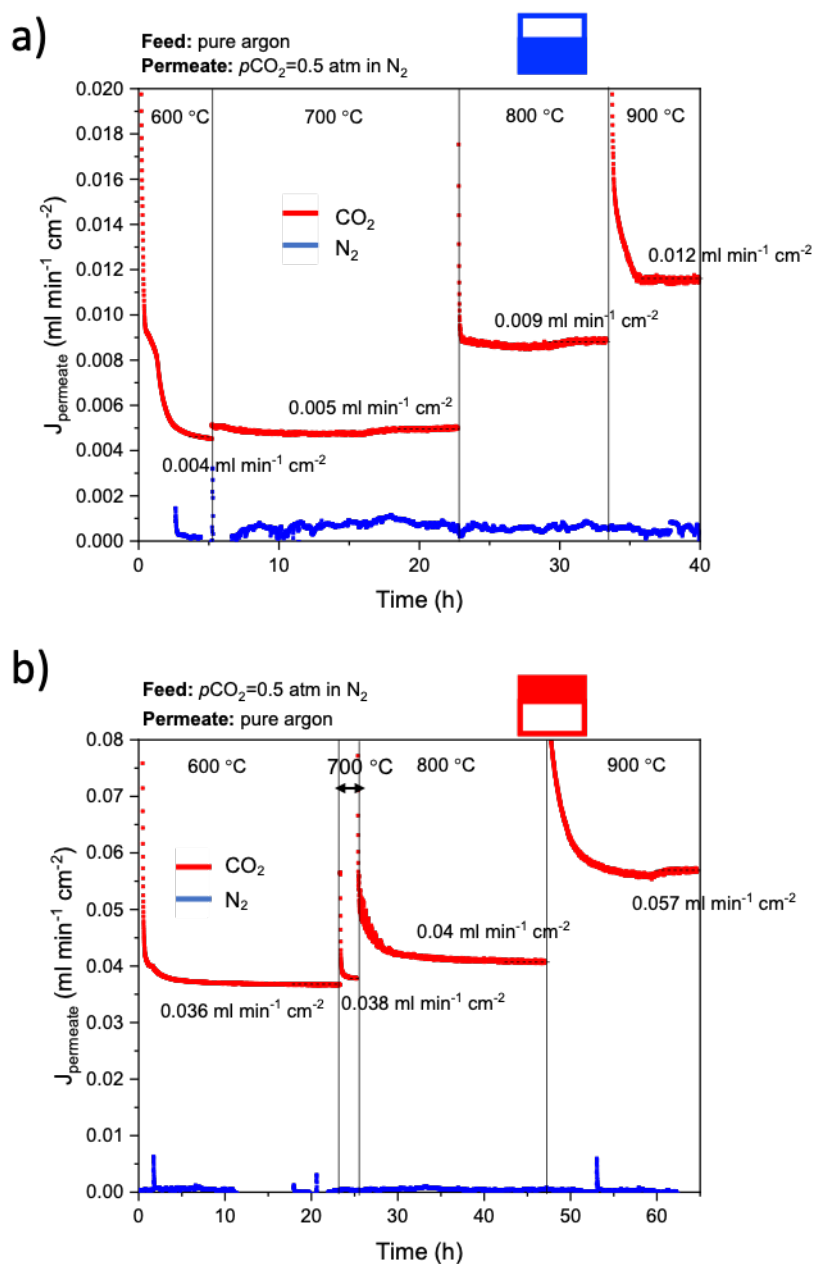 a)
Feed: pure argon
Permeate: pCO₂=0.5 atm in N₂
0.020
0.018
0.016
0.014
0.012
0.010
0.008
0.006
0.004
0.002
0.000
J_permeate (ml min⁻¹ cm⁻²)
600 °C
700 °C
800 °C
900 °C
CO₂
N₂
0.012 ml min⁻¹ cm⁻²
0.009 ml min⁻¹ cm⁻²
0.005 ml min⁻¹ cm⁻²
0.004 ml min⁻¹ cm⁻²
0 10 20 30 40
Time (h)
b)
Feed: pCO₂=0.5 atm in N₂
Permeate: pure argon
0.08
0.07
0.06
0.05
0.04
0.03
0.02
0.01
0.00
J_permeate (ml min⁻¹ cm⁻²)
600 °C
700 °C
800 °C
900 °C
CO₂
N₂
0.057 ml min⁻¹ cm⁻²
0.04 ml min⁻¹ cm⁻²
0.036 ml min⁻¹ cm⁻²
0.038 ml min⁻¹ cm⁻²
0 10 20 30 40 50 60
Time (h)